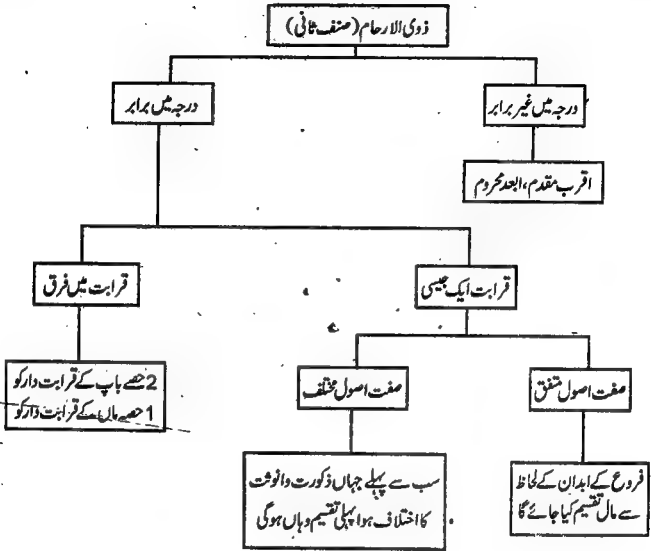 ذوی الارحام (صنف ثانی)
درجہ میں غیر برابر
درجہ میں برابر
اقرب مقدم، ابعد محروم
قرابت ایک جیسی
قرابت میں فرق
صفت اصول متفق
صفت اصول مختلف
2 حصے باپ کے قرابت دار کو
1 حصہ ماں کے قرابت دار کو
فروع کے ابدان کے لحاظ
سے مال تقسیم کیا جائے گا
سب سے پہلے جہاں ذکورت وانوثت
کا اختلاف ہوا پہلی تقسیم وہاں ہوگی